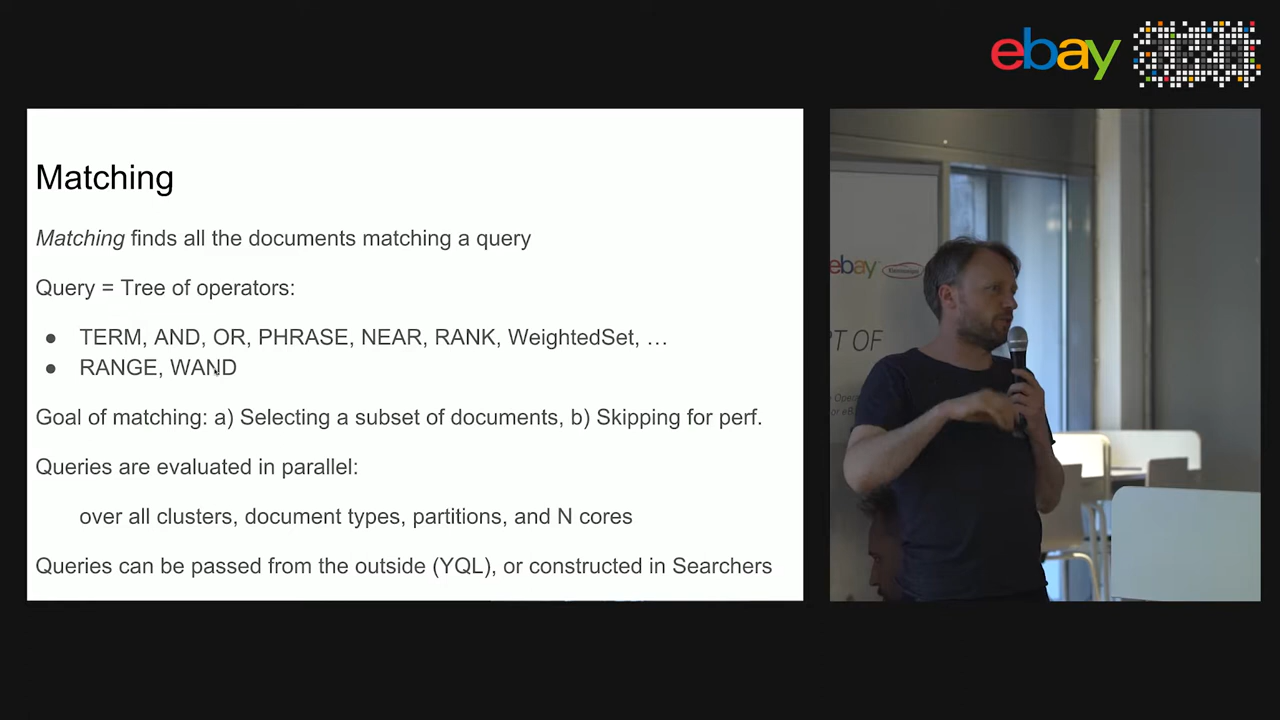 ebay
Matching
Matching finds all the documents matching a query
Query = Tree of operators:
● TERM, AND, OR, PHRASE, NEAR, RANK, WeightedSet, …
● RANGE, WAND
Goal of matching: a) Selecting a subset of documents, b) Skipping for perf.
Queries are evaluated in parallel:
over all clusters, document types, partitions, and N cores
Queries can be passed from the outside (YQL), or constructed in Searchers
ebay
PT OF